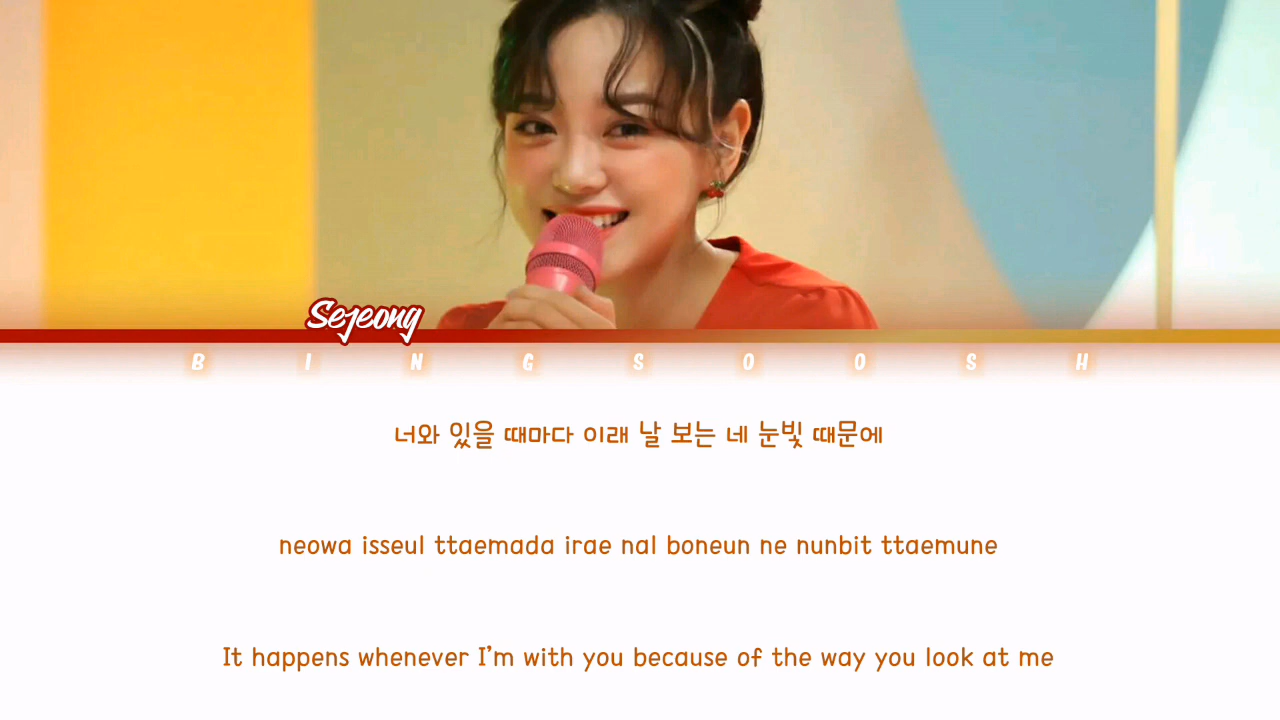 Sejeong
B I N G S O O S H
너와 있을 때마다 이래 날 보는 네 눈빛 때문에
neowa isseul ttaemada irae nal boneun ne nunbit ttaemune
It happens whenever I'm with you because of the way you look at me